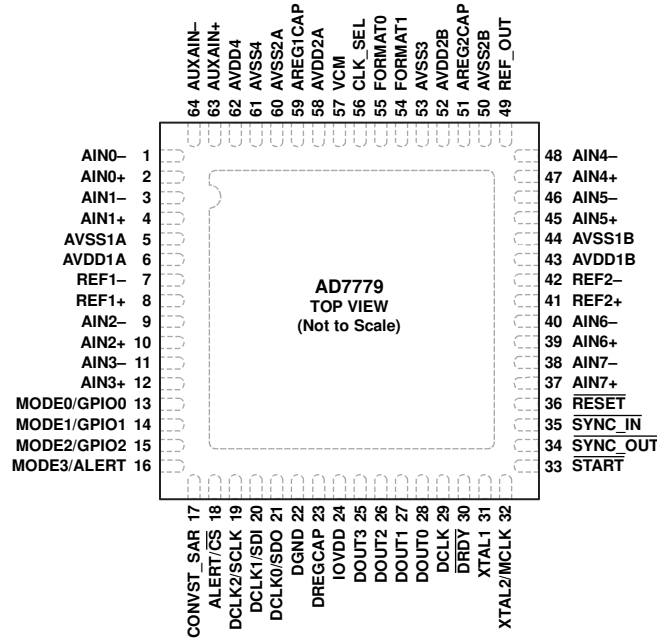 64 AUXAIN–
63 AUXAIN+
62 AVDD4
61 AVSS4
60 AVSS2A
59 AREG1CAP
58 AVDD2A
57 VCM
56 CLK_SEL
55 FORMAT0
54 FORMAT1
53 AVSS3
52 AVDD2B
51 AREG2CAP
50 AVSS2B
49 REF_OUT
AIN0– 1
AIN0+ 2
AIN1– 3
AIN1+ 4
AVSS1A 5
AVDD1A 6
REF1– 7
REF1+ 8
AIN2– 9
AIN2+ 10
AIN3– 11
AIN3+ 12
MODE0/GPIO0 13
MODE1/GPIO1 14
MODE2/GPIO2 15
MODE3/ALERT 16
AD7779
TOP VIEW
(Not to Scale)
48 AIN4–
47 AIN4+
46 AIN5–
45 AIN5+
44 AVSS1B
43 AVDD1B
42 REF2–
41 REF2+
40 AIN6–
39 AIN6+
38 AIN7–
37 AIN7+
36 RESET
35 SYNC_IN
34 SYNC_OUT
33 START
CONVST_SAR 17
ALERT/CS 18
DCLK2/SCLK 19
DCLK1/SDI 20
DCLK0/SDO 21
DGND 22
DREGCAP 23
IOVDD 24
DOUT3 25
DOUT2 26
DOUT1 27
DOUT0 28
DCLK 29
DRDY 30
XTAL1 31
XTAL2/MCLK 32